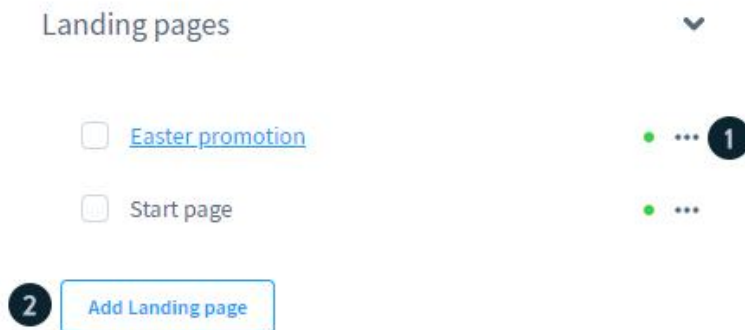 Landing pages
Easter promotion 1
Start page
2 Add Landing page